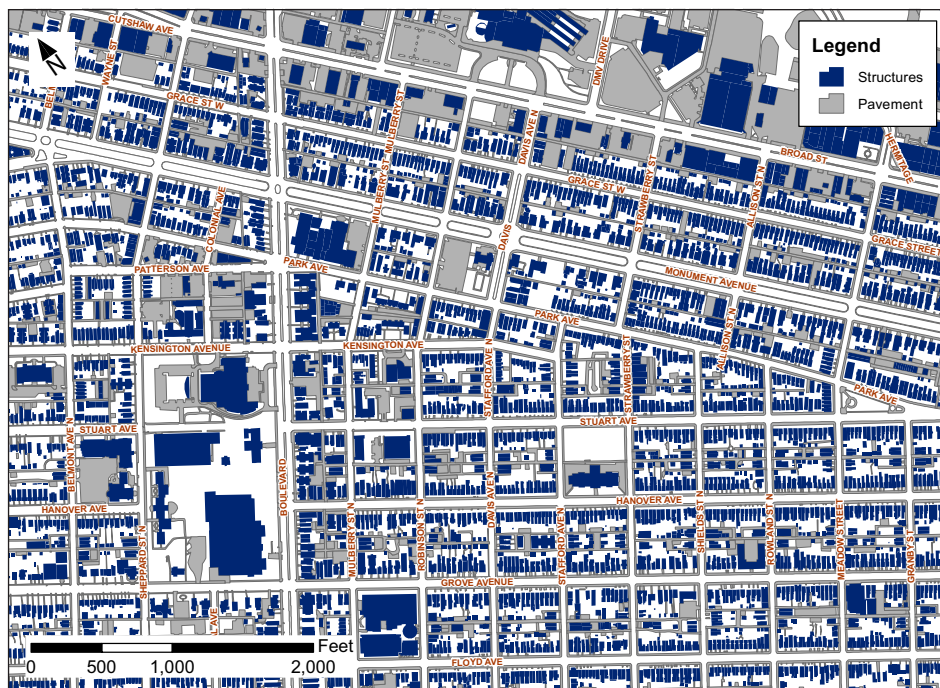 CUTSHAW AVE
WAYNE ST
BELM
N
GRACE ST W
MULBERRY ST
DMV DRIVE
DAVIS AVE N
Legend
Structures
Pavement
HERMITAGE
BROAD ST
MULBERRY ST
GRACE ST W
STRAWBERRY ST
ALLISON ST N
COLONIAL AVE
DAVIS
GRACE STREET
PATTERSON AVE
PARK AVE
MONUMENT AVENUE
PARK AVE
KENSINGTON AVENUE
KENSINGTON AVE
STAFFORD AVE N
STRAWBERRY ST
ALLISON ST N
PARK AVE
STUART AVE
STUART AVE
BELMONT AVE N
BOULEVARD
DAVIS AVE N
HANOVER AVE
HANOVER AVE
SHEPPARD ST N
MULBERRY ST N
ROBINSON ST N
STAFFORD AVE N
SHIELDS ST N
ROWLAND ST N
MEADOW STREET
GRANBY ST
GROVE AVENUE
L AVE
FLOYD AVE
Feet
0 500 1,000 2,000